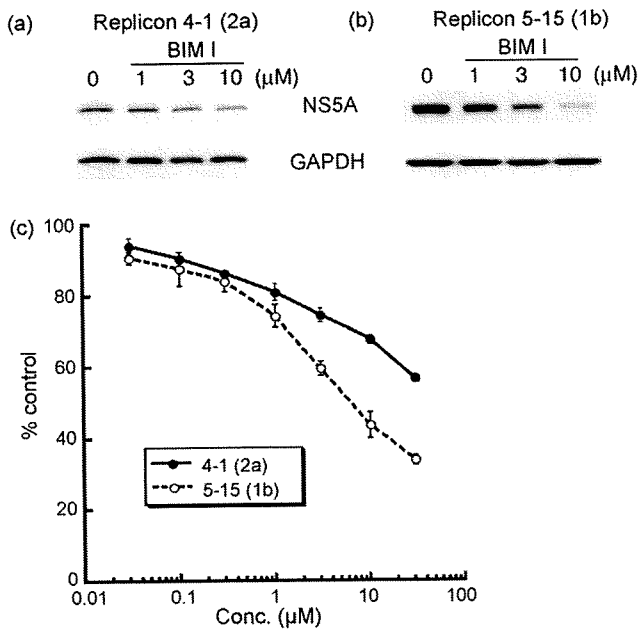 (a) Replicon 4-1 (2a)
BIM I
0 1 3 10 (μM)
(b) Replicon 5-15 (1b)
BIM I
0 1 3 10 (μM)
NS5A
GAPDH
(c)
100
80
60
40
20
0
% control
4-1 (2a)
5-15 (1b)
0.01 0.1 1 10 100
Conc. (μM)